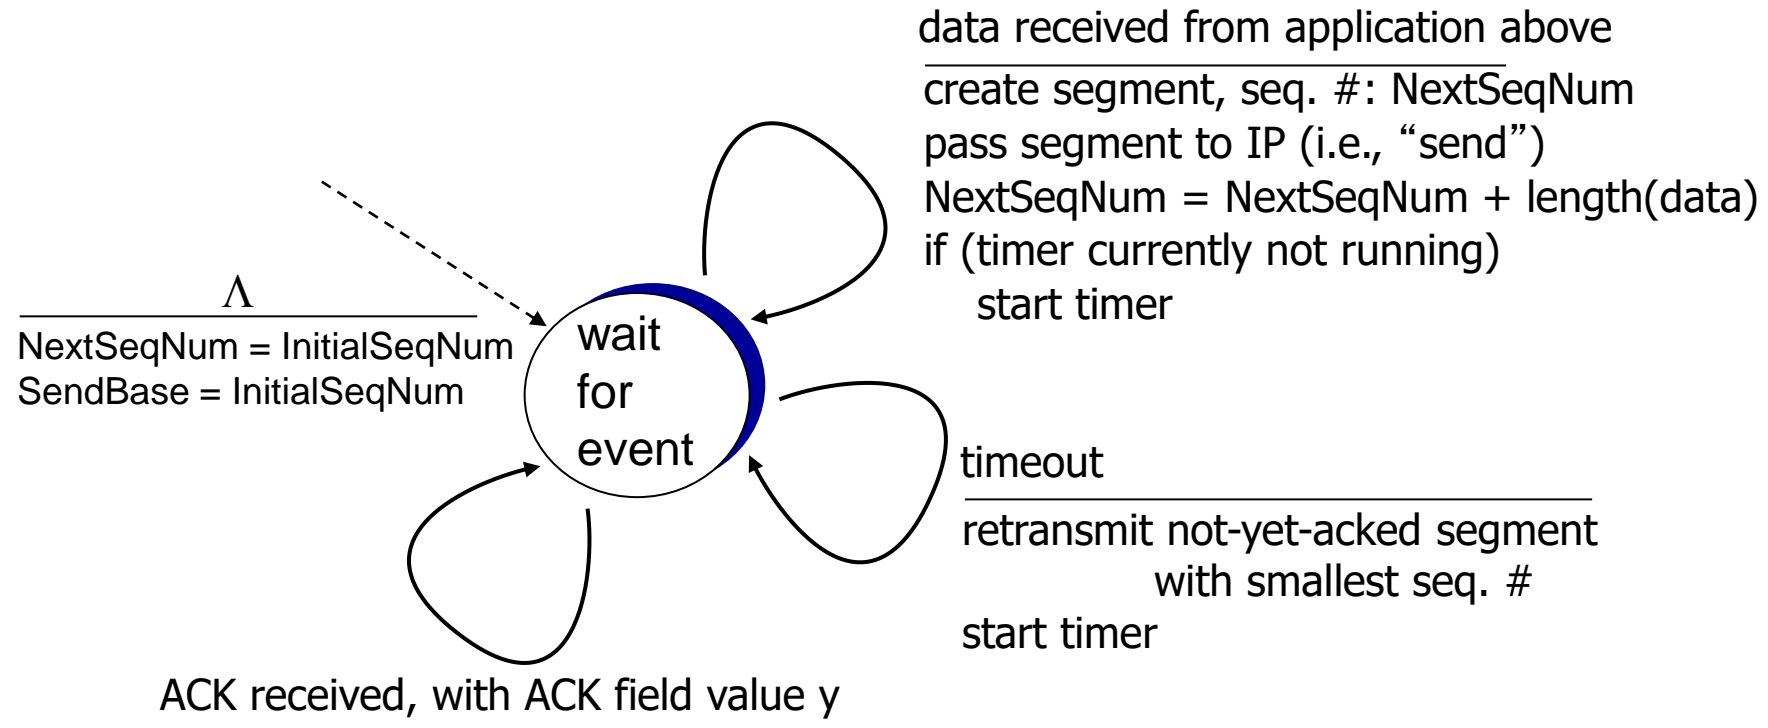 data received from application above
create segment, seq. #: NextSeqNum
pass segment to IP (i.e., “send”)
NextSeqNum = NextSeqNum + length(data)
if (timer currently not running)
start timer
Λ
NextSeqNum = InitialSeqNum
SendBase = InitialSeqNum
wait
for
event
timeout
retransmit not-yet-acked segment
with smallest seq. #
start timer
ACK received, with ACK field value y